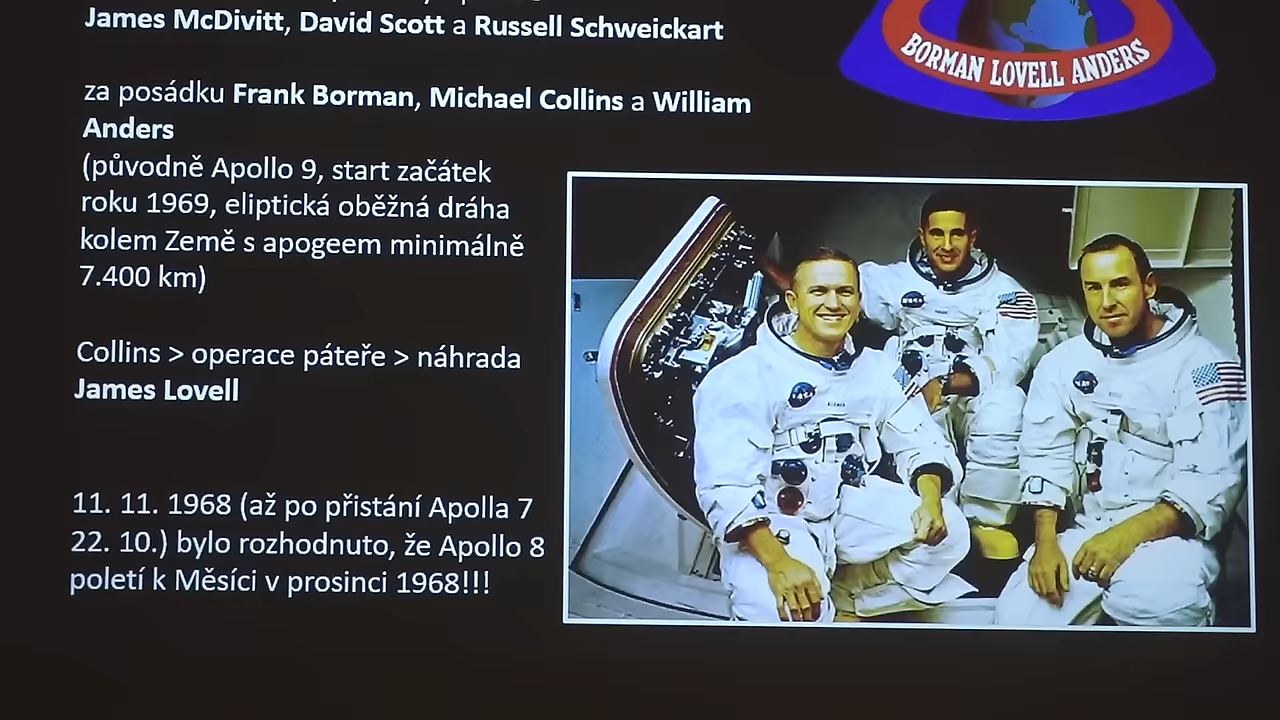 James McDivitt, David Scott a Russell Schweickart
BORMAN LOVELL ANDERS
za posádku Frank Borman, Michael Collins a William
Anders
(původně Apollo 9, start začátek
roku 1969, eliptická oběžná dráha
kolem Země s apogeem minimálně
7.400 km)
Collins > operace páteře > náhrada
James Lovell
11. 11. 1968 (až po přistání Apolla 7
22. 10.) bylo rozhodnuto, že Apollo 8
poletí k Měsíci v prosinci 1968!!!